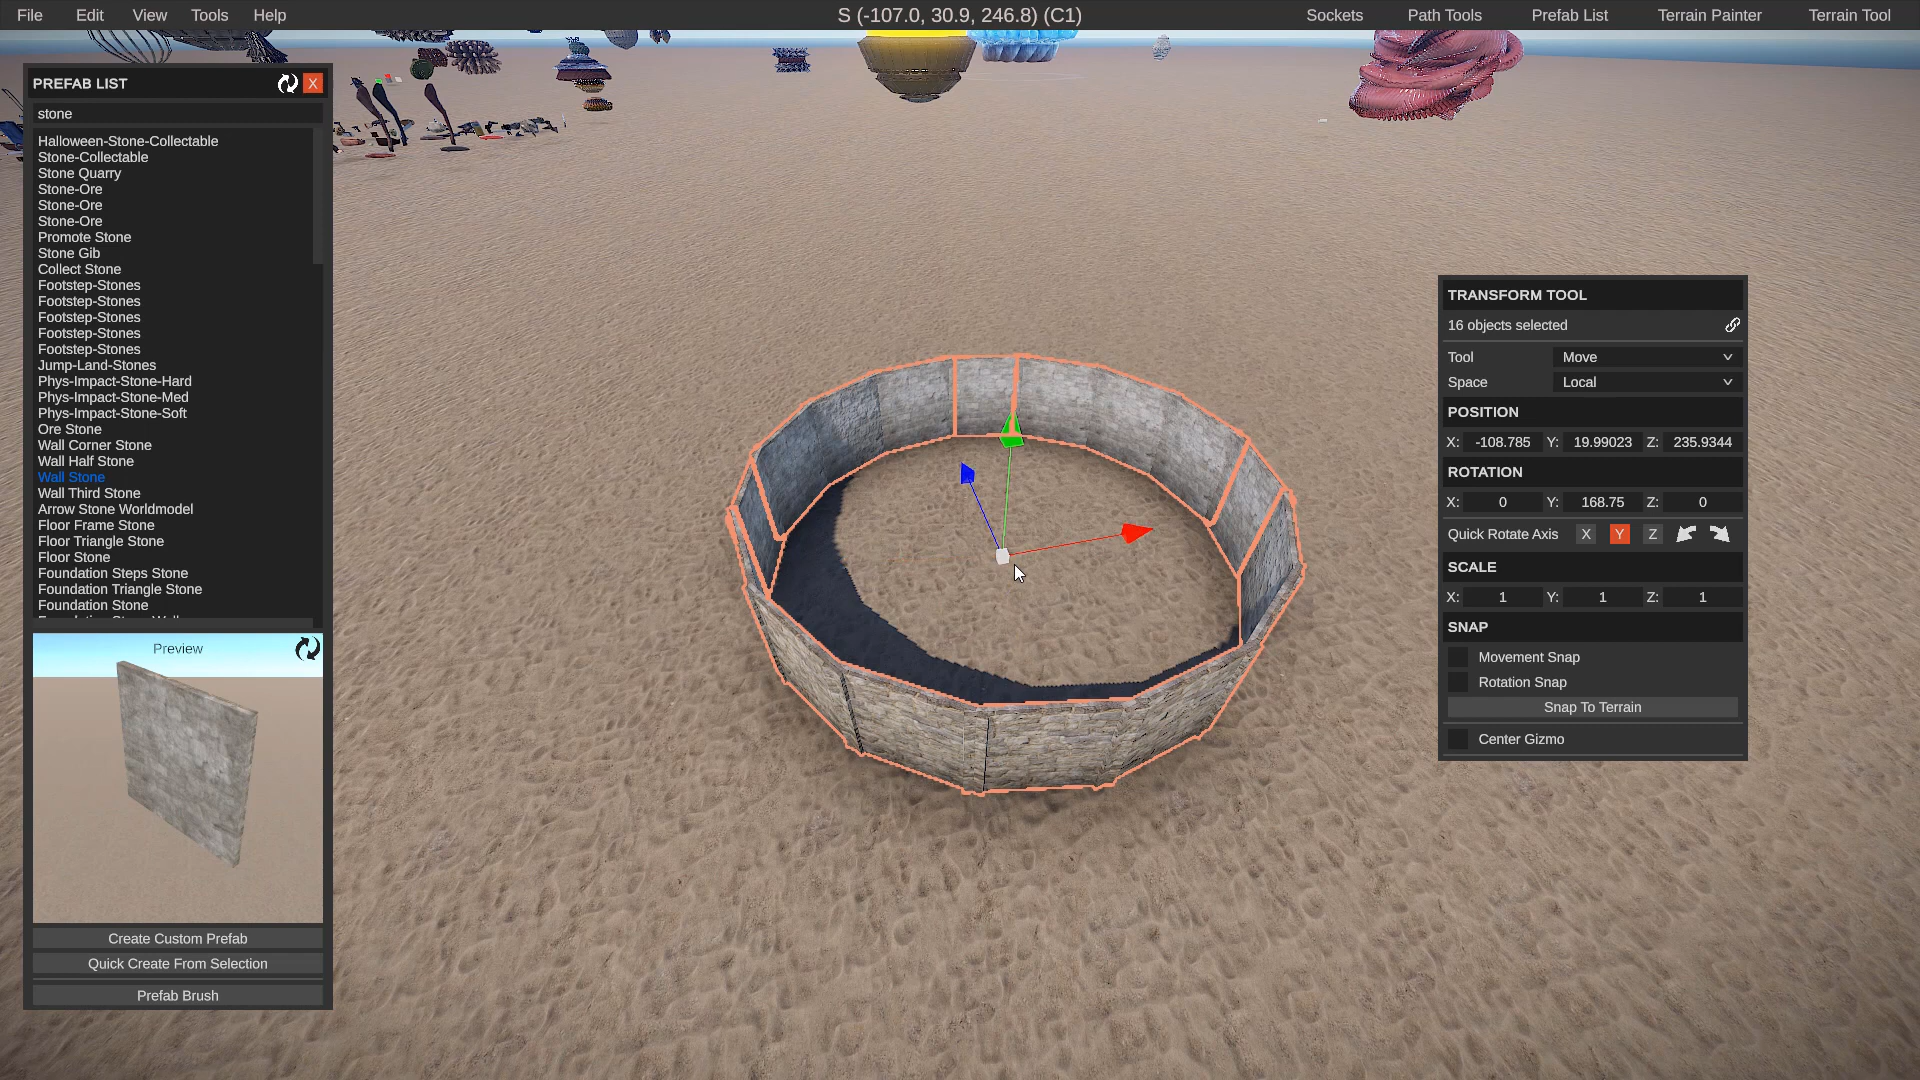 File Edit View Tools Help S (-107.0, 30.9, 246.8) (C1) Sockets Path Tools Prefab List Terrain Painter Terrain Tool
PREFAB LIST X
stone
Halloween-Stone-Collectable
Stone-Collectable
Stone Quarry
Stone-Ore
Stone-Ore
Stone-Ore
Promote Stone
Stone Gib
Collect Stone
Footstep-Stones
Footstep-Stones
Footstep-Stones
Footstep-Stones
Footstep-Stones
Jump-Land-Stones
Phys-Impact-Stone-Hard
Phys-Impact-Stone-Med
Phys-Impact-Stone-Soft
Ore Stone
Wall Corner Stone
Wall Half Stone
Wall Stone
Wall Third Stone
Arrow Stone Worldmodel
Floor Frame Stone
Floor Triangle Stone
Floor Stone
Foundation Steps Stone
Foundation Triangle Stone
Foundation Stone
Preview
Create Custom Prefab
Quick Create From Selection
Prefab Brush
TRANSFORM TOOL
16 objects selected
Tool Move
Space Local
POSITION
X: -108.785 Y: 19.99023 Z: 235.9344
ROTATION
X: 0 Y: 168.75 Z: 0
Quick Rotate Axis X Y Z
SCALE
X: 1 Y: 1 Z: 1
SNAP
Movement Snap
Rotation Snap
Snap To Terrain
Center Gizmo